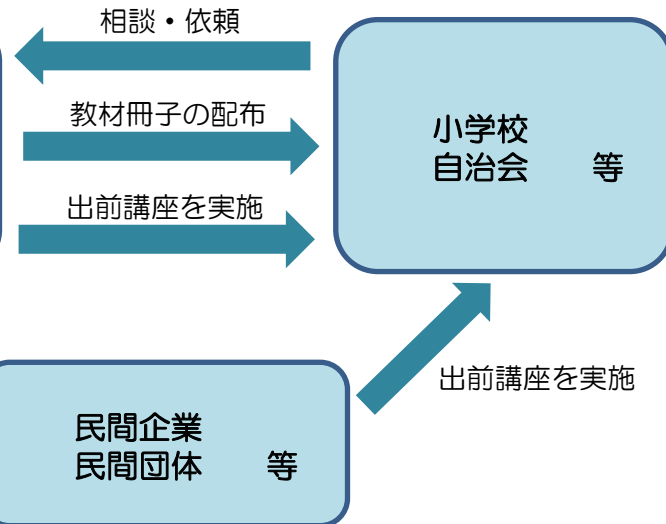 相談・依頼
教材冊子の配布
出前講座を実施
小学校
自治会　等
出前講座を実施
民間企業
民間団体　等